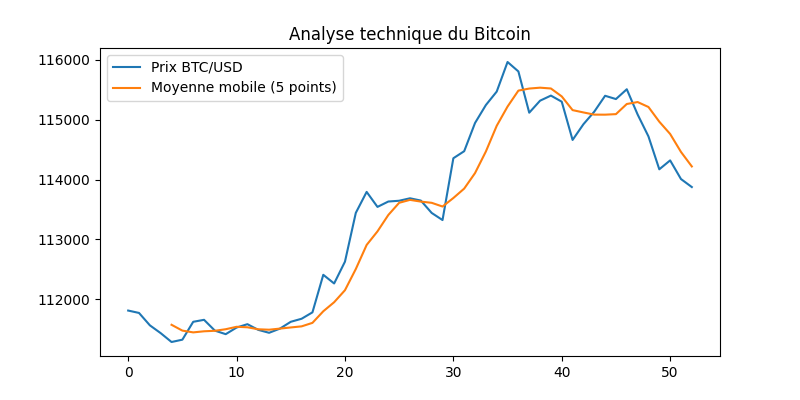 Analyse technique du Bitcoin
Prix BTC/USD
Moyenne mobile (5 points)
116000
115000
114000
113000
112000
0 10 20 30 40 50